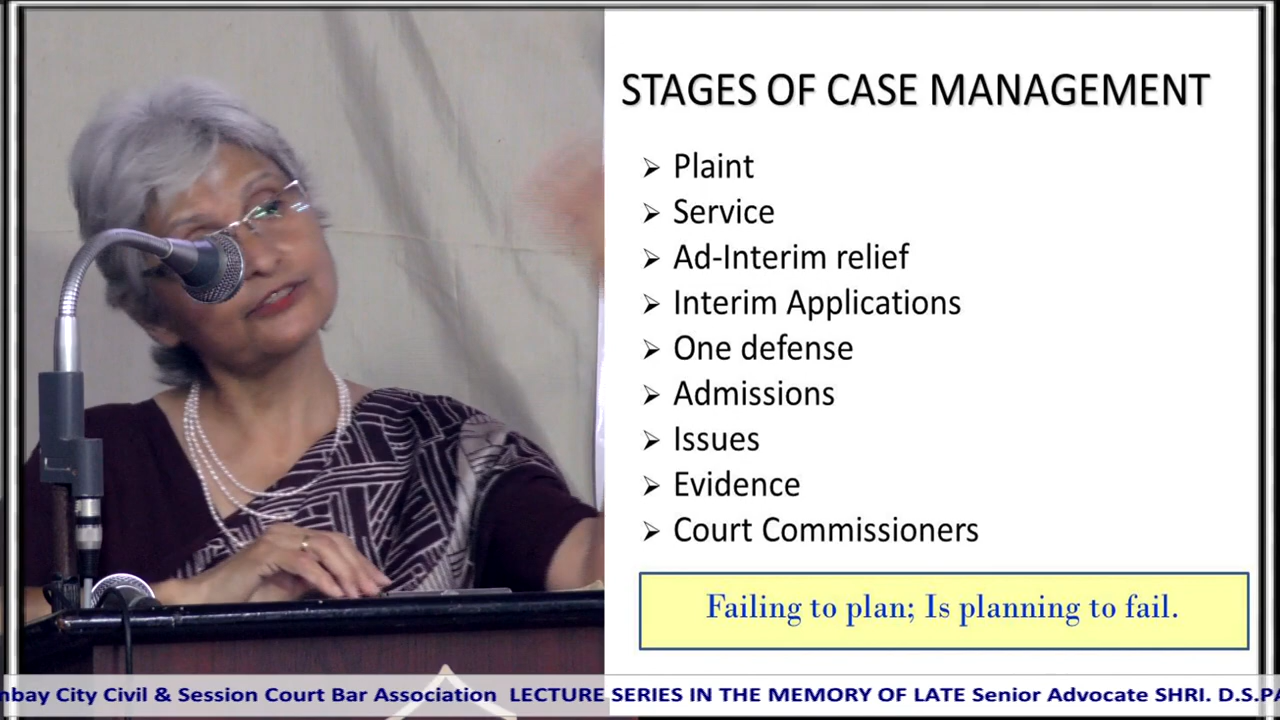 STAGES OF CASE MANAGEMENT
Plaint
Service
Ad-Interim relief
Interim Applications
One defense
Admissions
Issues
Evidence
Court Commissioners
Failing to plan; Is planning to fail.
City Civil & Session Court Bar Association LECTURE SERIES IN THE MEMORY OF LATE Senior Advocate SHRI. D.S.